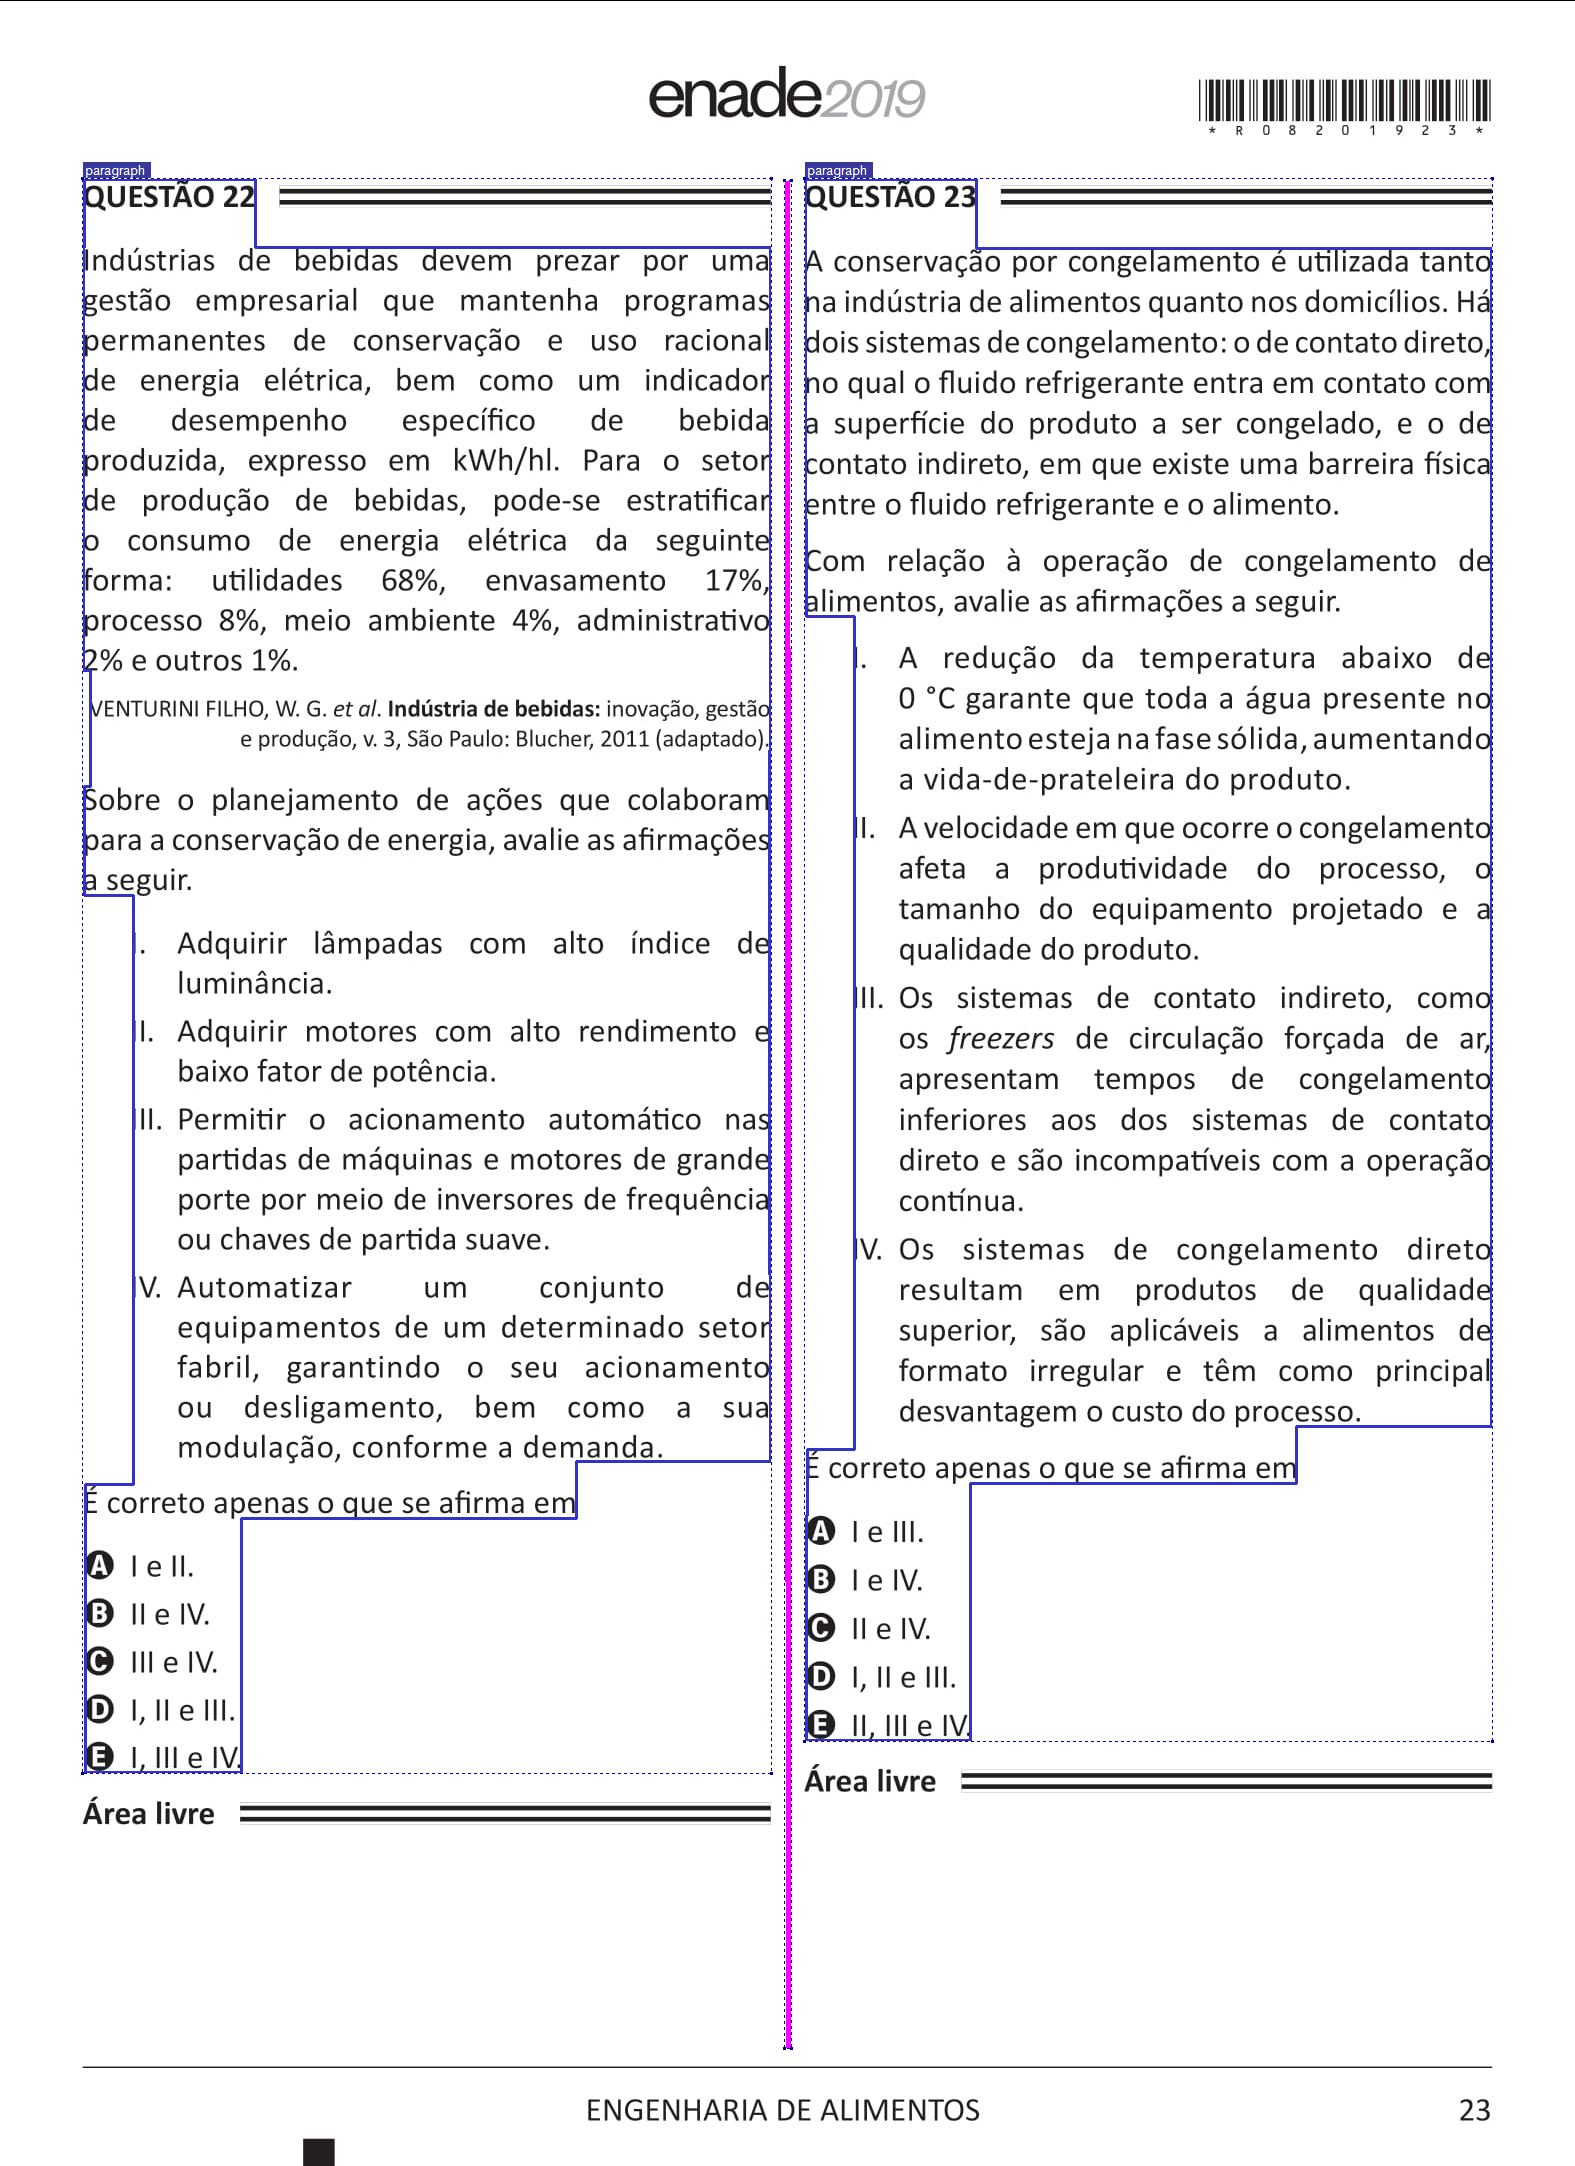 enade2019
*R08201923*
paragraph
QUESTÃO 22
Indústrias de bebidas devem prezar por uma
gestão empresarial que mantenha programas
permanentes de conservação e uso racional
de energia elétrica, bem como um indicador
de desempenho específico de bebida
produzida, expresso em kWh/hl. Para o setor
de produção de bebidas, pode-se estratificar
o consumo de energia elétrica da seguinte
forma: utilidades 68%, envasamento 17%,
processo 8%, meio ambiente 4%, administrativo
2% e outros 1%.
VENTURINI FILHO, W. G. et al. Indústria de bebidas: inovação, gestão
e produção, v. 3, São Paulo: Blucher, 2011 (adaptado).
Sobre o planejamento de ações que colaboram
para a conservação de energia, avalie as afirmações
a seguir.
I. Adquirir lâmpadas com alto índice de
luminância.
II. Adquirir motores com alto rendimento e
baixo fator de potência.
III. Permitir o acionamento automático nas
partidas de máquinas e motores de grande
porte por meio de inversores de frequência
ou chaves de partida suave.
IV. Automatizar um conjunto de
equipamentos de um determinado setor
fabril, garantindo o seu acionamento
ou desligamento, bem como a sua
modulação, conforme a demanda.
É correto apenas o que se afirma em
A I e II.
B II e IV.
C III e IV.
D I, II e III.
E I, III e IV.
Área livre
paragraph
QUESTÃO 23
A conservação por congelamento é utilizada tanto
na indústria de alimentos quanto nos domicílios. Há
dois sistemas de congelamento: o de contato direto,
no qual o fluido refrigerante entra em contato com
a superfície do produto a ser congelado, e o de
contato indireto, em que existe uma barreira física
entre o fluido refrigerante e o alimento.
Com relação à operação de congelamento de
alimentos, avalie as afirmações a seguir.
I. A redução da temperatura abaixo de
0 °C garante que toda a água presente no
alimento esteja na fase sólida, aumentando
a vida-de-prateleira do produto.
II. A velocidade em que ocorre o congelamento
afeta a produtividade do processo, o
tamanho do equipamento projetado e a
qualidade do produto.
III. Os sistemas de contato indireto, como
os freezers de circulação forçada de ar,
apresentam tempos de congelamento
inferiores aos dos sistemas de contato
direto e são incompatíveis com a operação
contínua.
IV. Os sistemas de congelamento direto
resultam em produtos de qualidade
superior, são aplicáveis a alimentos de
formato irregular e têm como principal
desvantagem o custo do processo.
É correto apenas o que se afirma em
A I e III.
B I e IV.
C II e IV.
D I, II e III.
E II, III e IV.
Área livre
ENGENHARIA DE ALIMENTOS
23